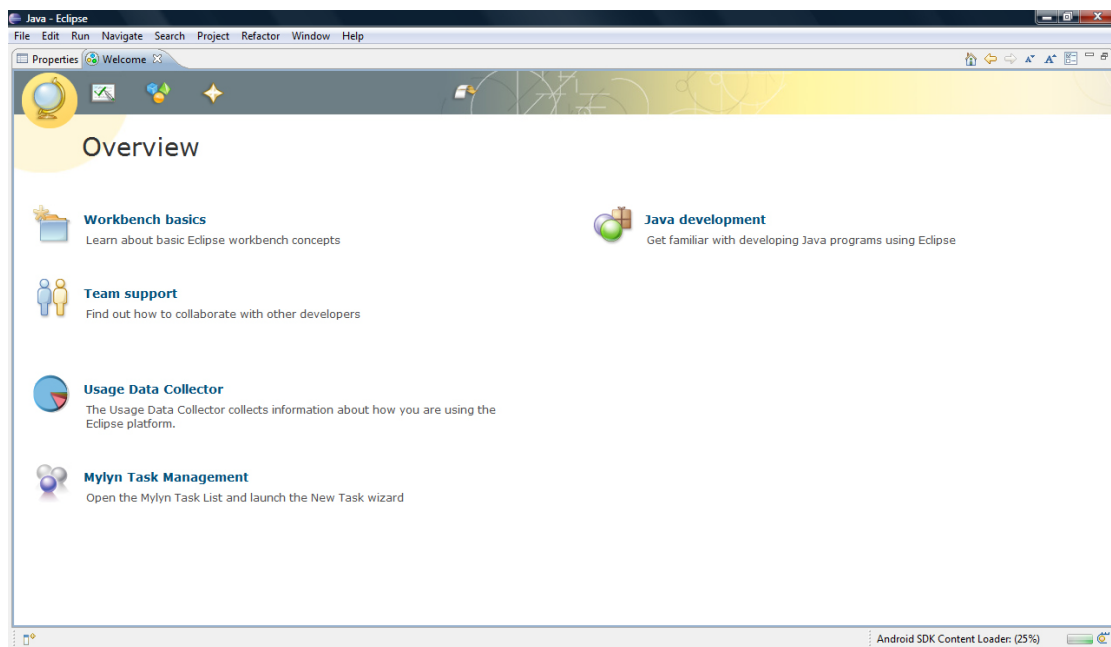 Java - Eclipse
File Edit Run Navigate Search Project Refactor Window Help
Properties Welcome
Overview
Workbench basics
Learn about basic Eclipse workbench concepts
Java development
Get familiar with developing Java programs using Eclipse
Team support
Find out how to collaborate with other developers
Usage Data Collector
The Usage Data Collector collects information about how you are using the
Eclipse platform.
Mylyn Task Management
Open the Mylyn Task List and launch the New Task wizard
Android SDK Content Loader: (25%)